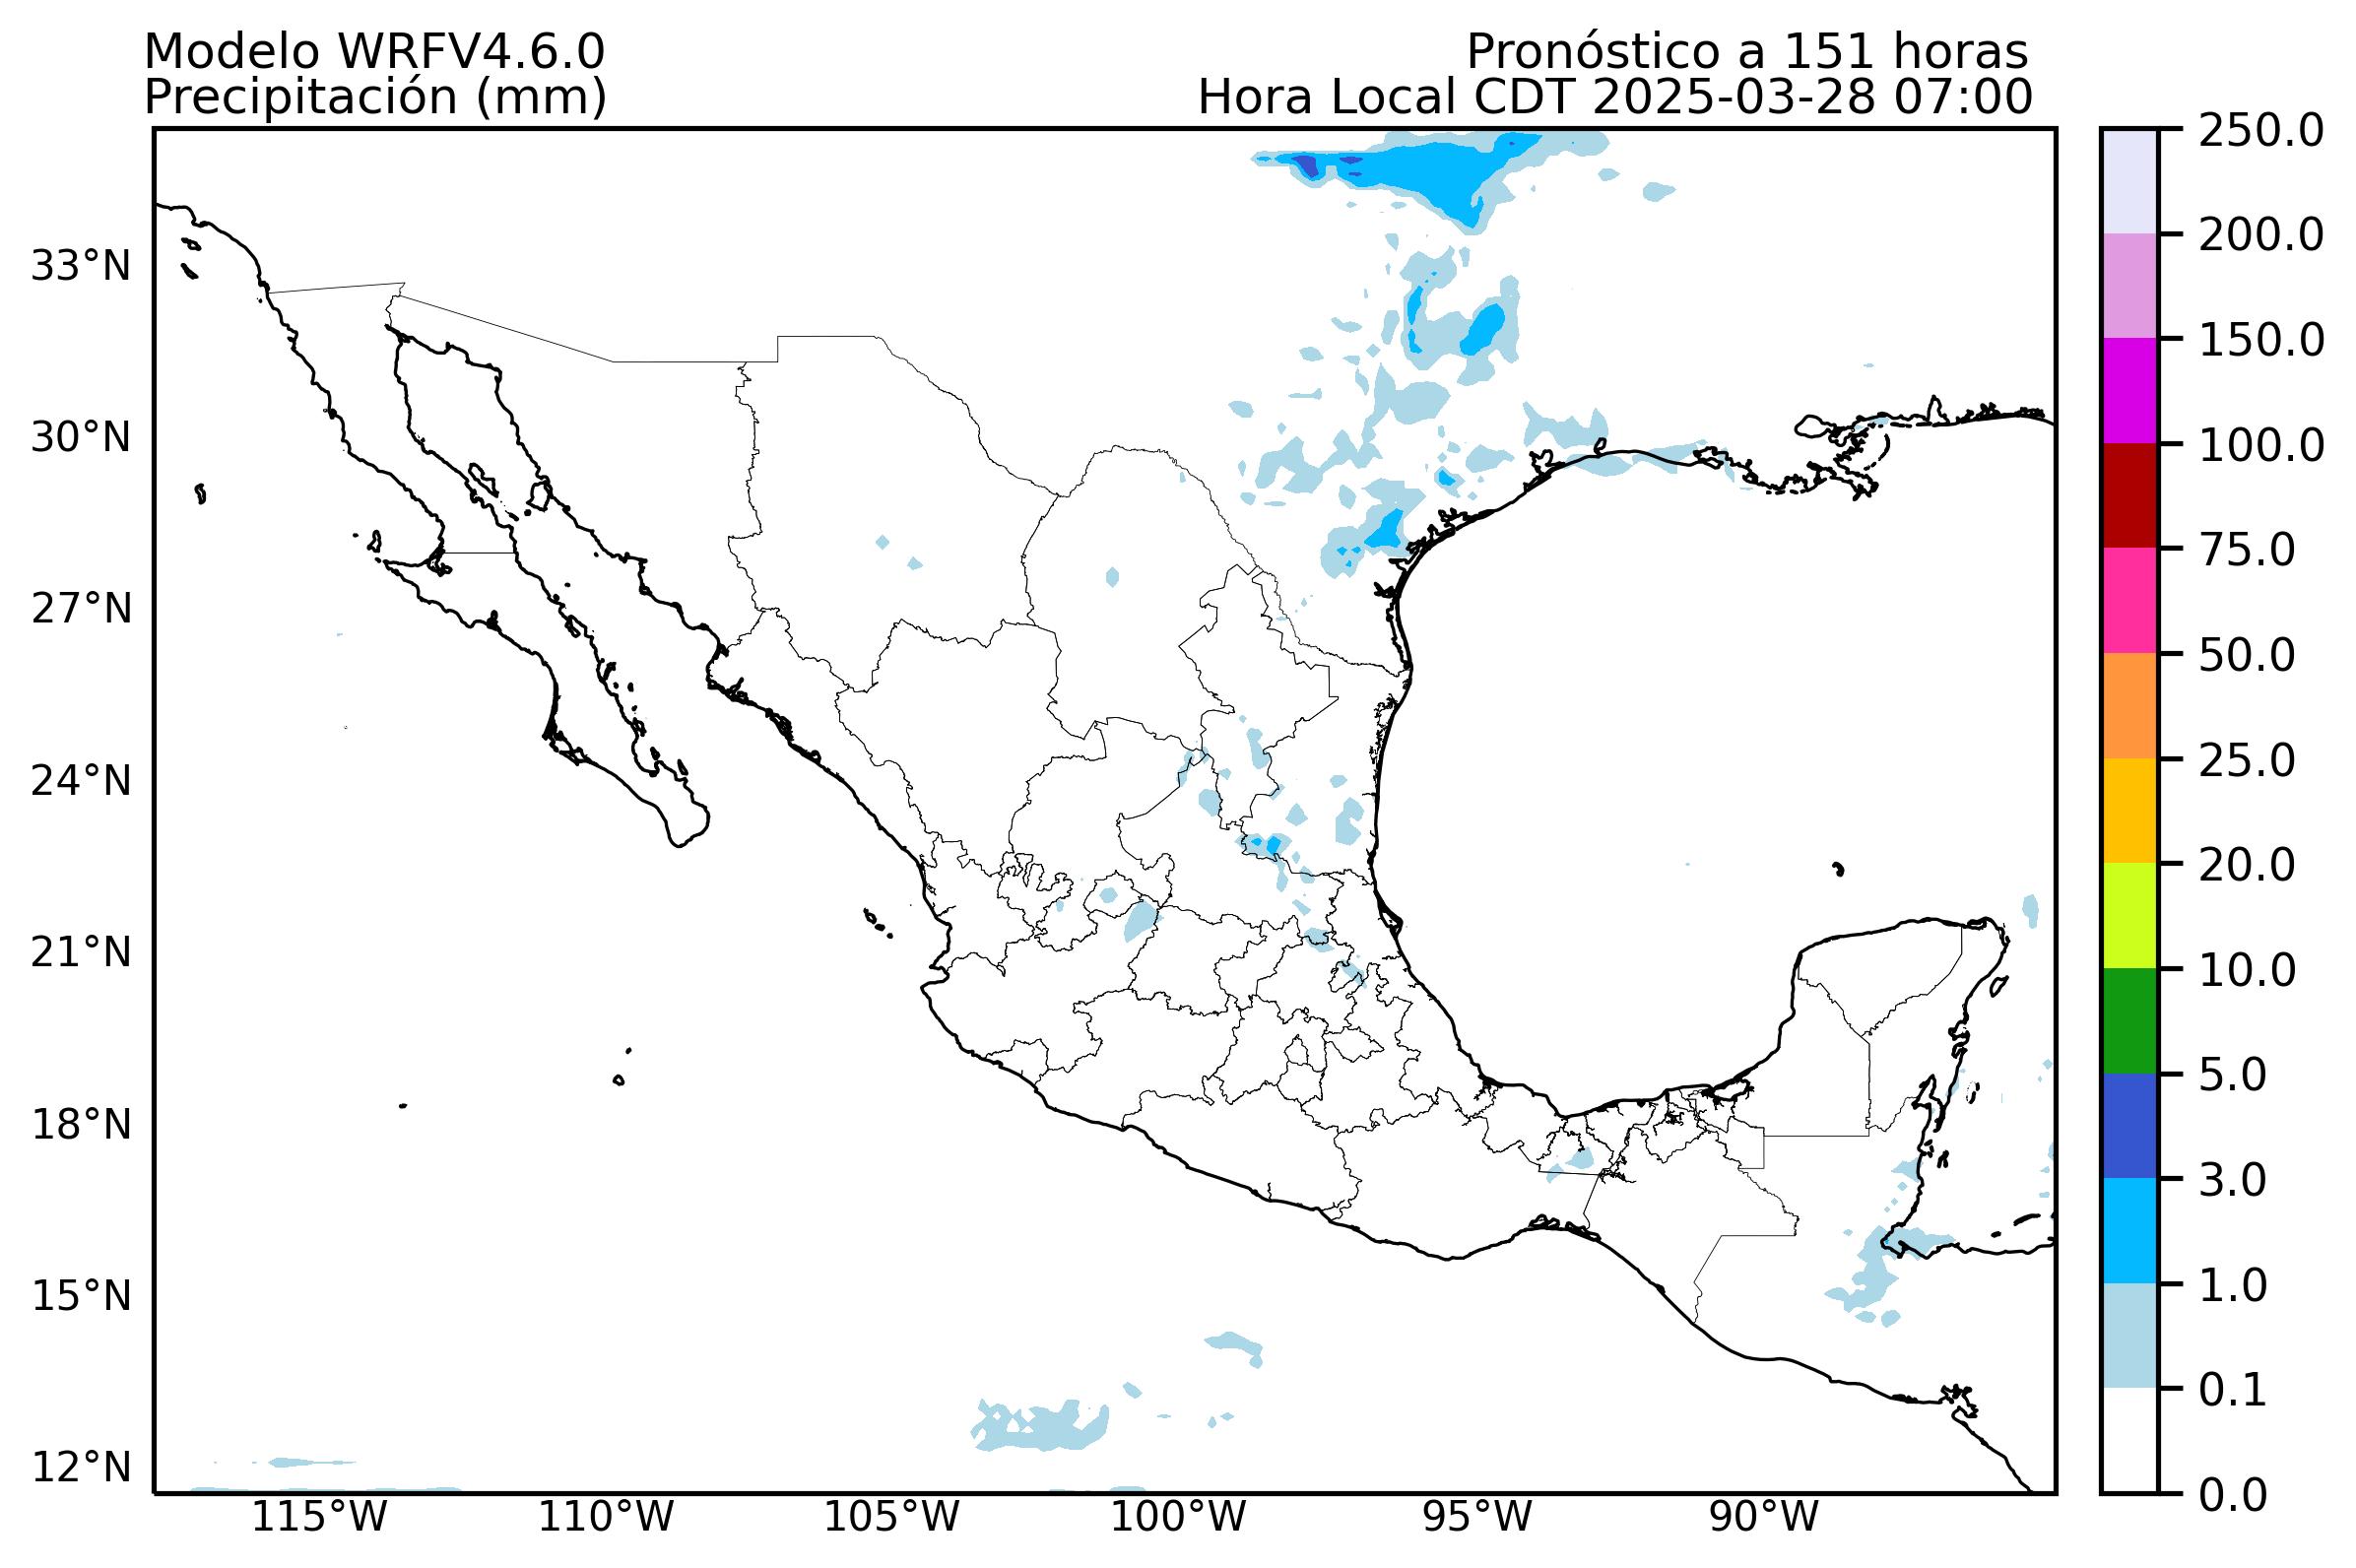 Modelo WRFV4.6.0
Precipitación (mm)
Pronóstico a 151 horas
Hora Local CDT 2025-03-28 07:00
33°N
30°N
27°N
24°N
21°N
18°N
15°N
12°N
115°W
110°W
105°W
100°W
95°W
90°W
250.0
200.0
150.0
100.0
75.0
50.0
25.0
20.0
10.0
5.0
3.0
1.0
0.1
0.0